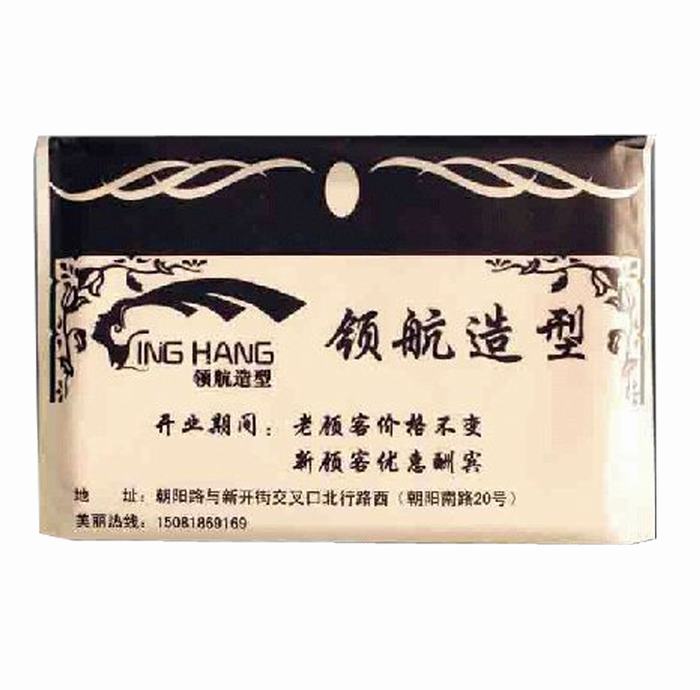 LING HANG
领航造型
领航造型
开业期间：老顾客价格不变
新顾客优惠酬宾
地　　址：朝阳路与新开街交叉口北行路西（朝阳南路20号）
美丽热线：15081869169